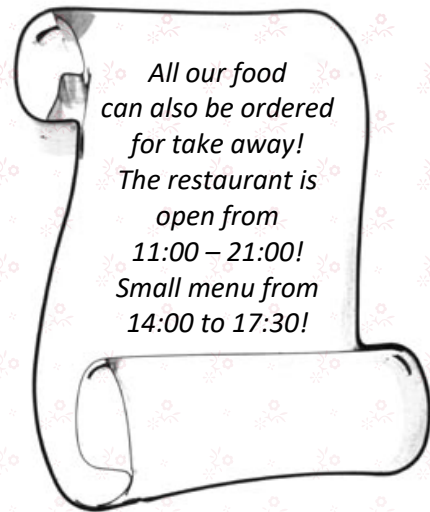 All our food
can also be ordered
for take away!
The restaurant is
open from
11:00 – 21:00!
Small menu from
14:00 to 17:30!